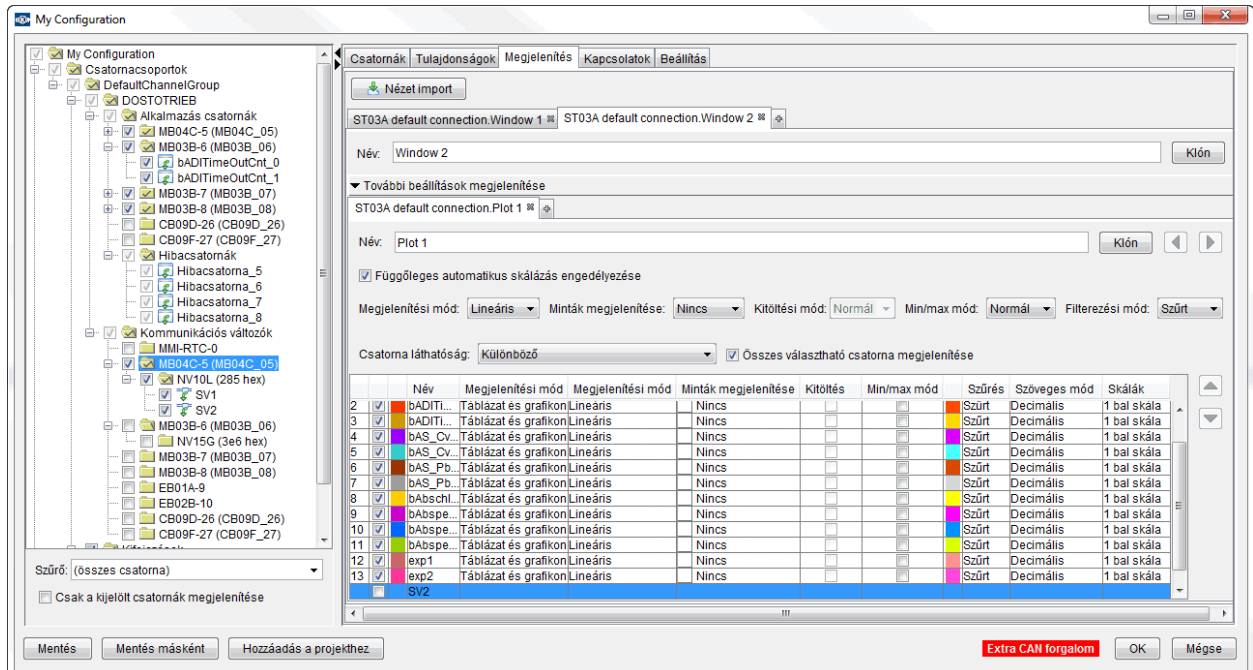 My Configuration
My Configuration
Csatornacsoportok
DefaultChannelGroup
DOSTOTRIEB
Alkalmazás csatornák
MB04C-5 (MB04C_05)
MB03B-6 (MB03B_06)
bADITimeOutCnt_0
bADITimeOutCnt_1
MB03B-7 (MB03B_07)
MB03B-8 (MB03B_08)
CB09D-26 (CB09D_26)
CB09F-27 (CB09F_27)
Hibacsatornák
Hibacsatorna_5
Hibacsatorna_6
Hibacsatorna_7
Hibacsatorna_8
Kommunikációs változók
MMI-RTC-0
MB04C-5 (MB04C_05)
NV10L (285 hex)
SV1
SV2
MB03B-6 (MB03B_06)
NV15G (3e6 hex)
MB03B-7 (MB03B_07)
MB03B-8 (MB03B_08)
EB01A-9
EB02B-10
CB09D-26 (CB09D_26)
CB09F-27 (CB09F_27)
Kifejezések
Szűrő: (összes csatorna)
Csak a kijelölt csatornák megjelenítése
Csatornák Tulajdonságok Megjelenítés Kapcsolatok Beállítás
Nézet import
ST03A default connection.Window 1 ST03A default connection.Window 2
Név: Window 2 Klón
További beállítások megjelenítése
ST03A default connection.Plot 1
Név: Plot 1 Klón
Függőleges automatikus skálázás engedélyezése
Megjelenítési mód: Lineáris Minták megjelenítése: Nincs Kitöltési mód: Normál Min/max mód: Normál Filterezési mód: Szűrt
Csatorna láthatóság: Különböző Összes választható csatorna megjelenítése
Név Megjelenítési mód Megjelenítési mód Minták megjelenítése Kitöltés Min/max mód Szűrés Szöveges mód Skálák
2 bADITi... Táblázat és grafikon Lineáris Nincs Szűrt Decimális 1 bal skála
3 bADITi... Táblázat és grafikon Lineáris Nincs Szűrt Decimális 1 bal skála
4 bAS_Cv... Táblázat és grafikon Lineáris Nincs Szűrt Decimális 1 bal skála
5 bAS_Cv... Táblázat és grafikon Lineáris Nincs Szűrt Decimális 1 bal skála
6 bAS_Pb... Táblázat és grafikon Lineáris Nincs Szűrt Decimális 1 bal skála
7 bAS_Pb... Táblázat és grafikon Lineáris Nincs Szűrt Decimális 1 bal skála
8 bAbschl... Táblázat és grafikon Lineáris Nincs Szűrt Decimális 1 bal skála
9 bAbspe... Táblázat és grafikon Lineáris Nincs Szűrt Decimális 1 bal skála
10 bAbspe... Táblázat és grafikon Lineáris Nincs Szűrt Decimális 1 bal skála
11 bAbspe... Táblázat és grafikon Lineáris Nincs Szűrt Decimális 1 bal skála
12 exp1 Táblázat és grafikon Lineáris Nincs Szűrt Decimális 1 bal skála
13 exp2 Táblázat és grafikon Lineáris Nincs Szűrt Decimális 1 bal skála
SV2
Mentés Mentés másként Hozzáadás a projekthez Extra CAN forgalom OK Mégse